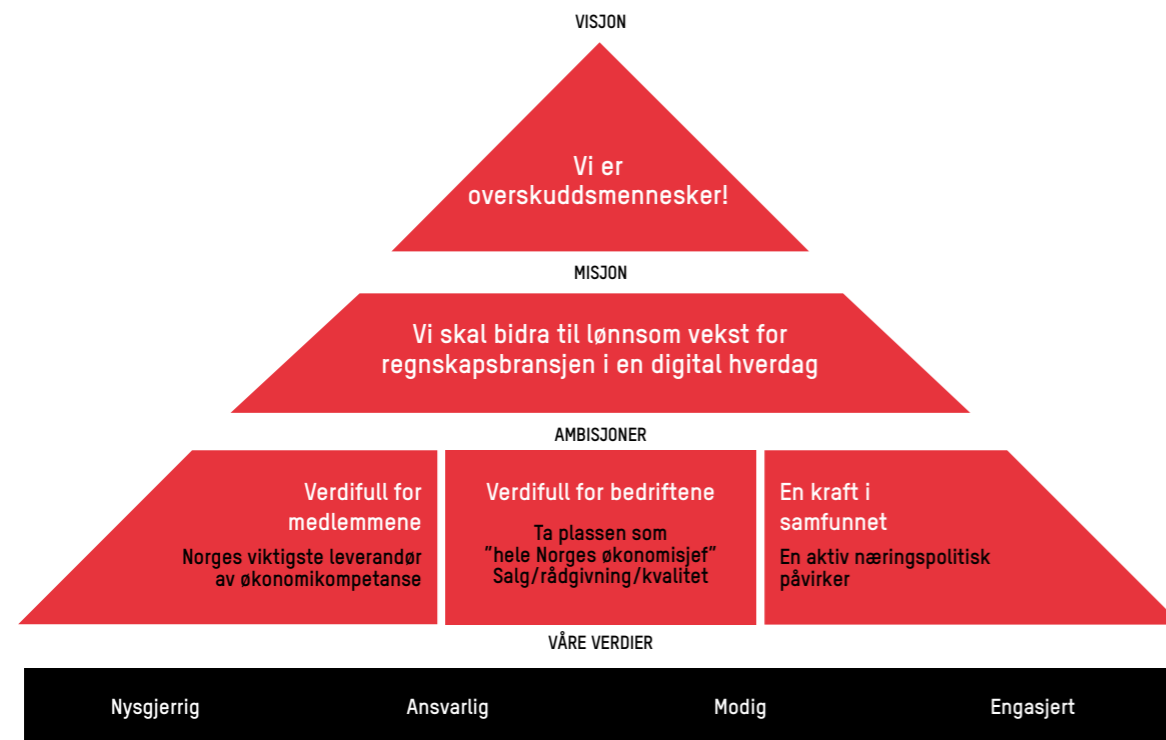 VISJON
Vi er
overskuddsmennesker!
MISJON
Vi skal bidra til lønnsom vekst for
regnskapsbransjen i en digital hverdag
AMBISJONER
Verdifull for
medlemmene
Norges viktigste leverandør
av økonomikompetanse
Verdifull for bedriftene
Ta plassen som
"hele Norges økonomisjef"
Salg/rådgivning/kvalitet
En kraft i
samfunnet
En aktiv næringspolitisk
påvirker
VÅRE VERDIER
Nysgjerrig Ansvarlig Modig Engasjert